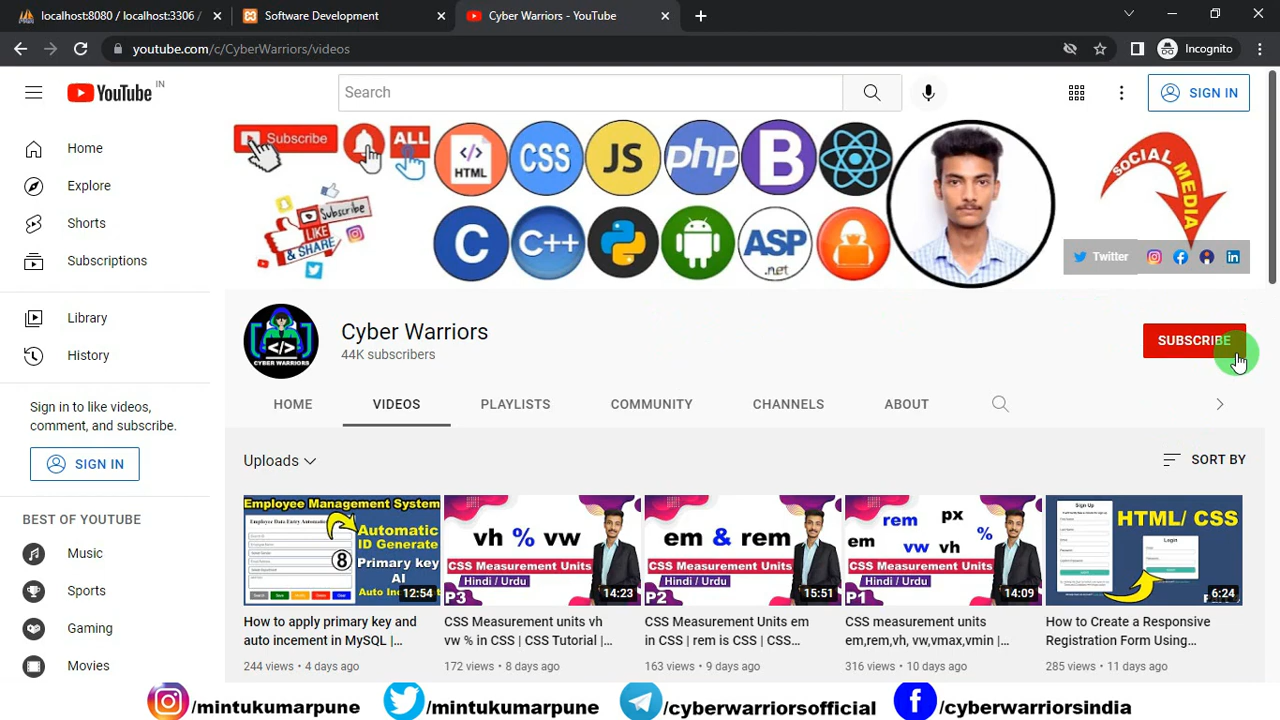 localhost:8080 / localhost:3306 /
Software Development
Cyber Warriors - YouTube
youtube.com/c/CyberWarriors/videos
Incognito
YouTube IN
Search
SIGN IN
Home
Explore
Shorts
Subscriptions
Library
History
Sign in to like videos,
comment, and subscribe.
SIGN IN
BEST OF YOUTUBE
Music
Sports
Gaming
Movies
Subscribe
ALL
</>
HTML
CSS
JS
php
B
Subscribe
LIKE
& SHARE
C
C++
ASP
.net
SOCIAL
MEDIA
Twitter
</>
CYBER WARRIORS
Cyber Warriors
44K subscribers
SUBSCRIBE
HOME
VIDEOS
PLAYLISTS
COMMUNITY
CHANNELS
ABOUT
Uploads
SORT BY
Employee Management System
Employee Data Entry Automation
Automatic
ID Generate
Primary key
AI
8
12:54
How to apply primary key and
auto incement in MySQL |...
244 views • 4 days ago
vh % vw
CSS Measurement Units
Hindi / Urdu
P3
14:23
CSS Measurement units vh
vw % in CSS | CSS Tutorial |...
172 views • 8 days ago
em & rem
CSS Measurement Units
Hindi / Urdu
P2
15:51
CSS Measurement Units em
in CSS | rem is CSS | CSS...
163 views • 9 days ago
rem px
em %
vw vh
CSS Measurement Units
Hindi / Urdu
P1
14:09
CSS measurement units
em,rem,vh, vw,vmax,vmin |...
316 views • 10 days ago
Sign Up
HTML/ CSS
Login
6:24
How to Create a Responsive
Registration Form Using...
285 views • 11 days ago
/mintukumarpune
/mintukumarpune
/cyberwarriorsofficial
/cyberwarriorsindia